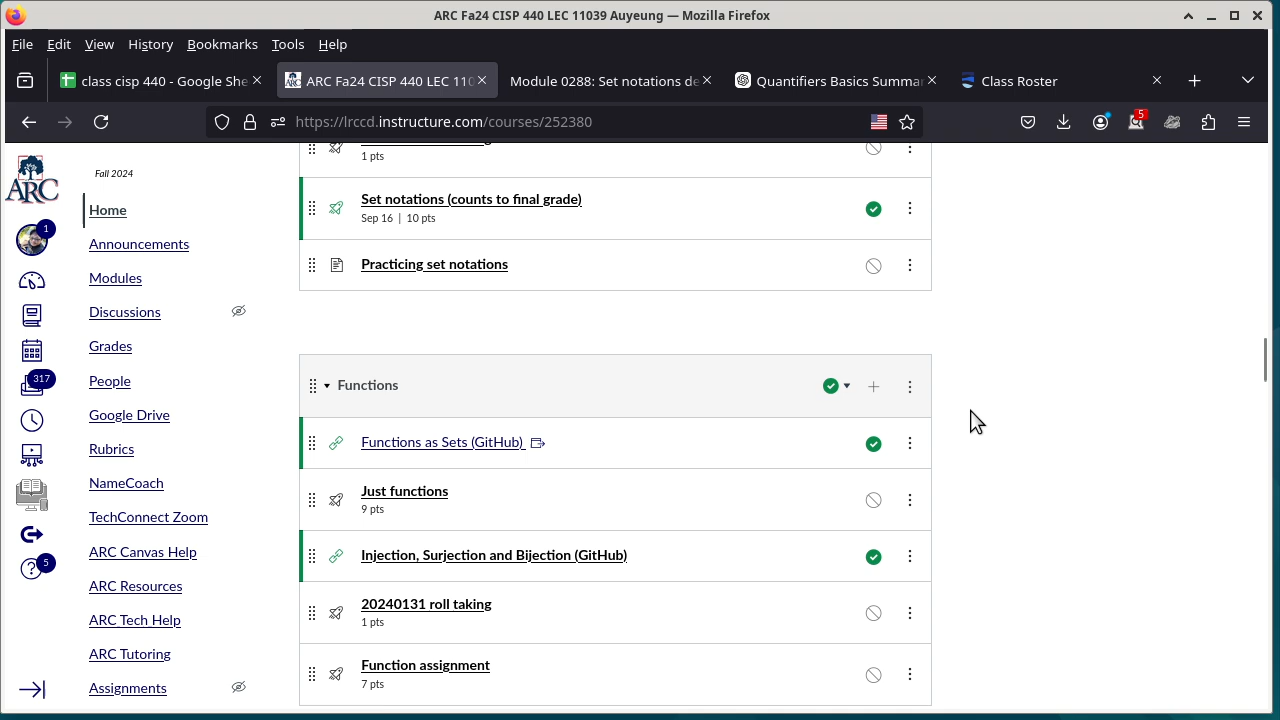 ARC Fa24 CISP 440 LEC 11039 Auyeung — Mozilla Firefox
File Edit View History Bookmarks Tools Help
class cisp 440 - Google She
ARC Fa24 CISP 440 LEC 110
Module 0288: Set notations de
Quantifiers Basics Summar
Class Roster
https://lrccd.instructure.com/courses/252380
5
ARC
Fall 2024
1
317
5
Home
Announcements
Modules
Discussions
Grades
People
Google Drive
Rubrics
NameCoach
TechConnect Zoom
ARC Canvas Help
ARC Resources
ARC Tech Help
ARC Tutoring
Assignments
1 pts
Set notations (counts to final grade)
Sep 16 | 10 pts
Practicing set notations
Functions
Functions as Sets (GitHub)
Just functions
9 pts
Injection, Surjection and Bijection (GitHub)
20240131 roll taking
1 pts
Function assignment
7 pts